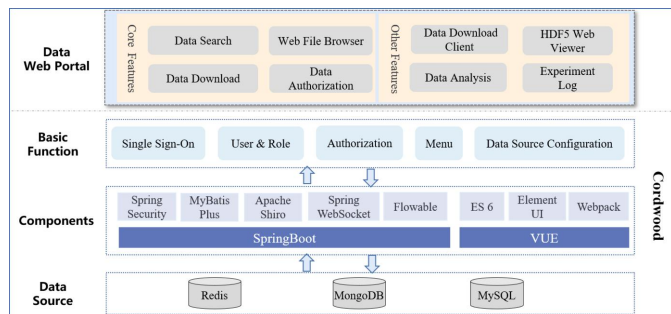 Data
Web Portal
Core Features
Data Search
Web File Browser
Data Download
Data
Authorization
Other Features
Data Download
Client
HDF5 Web
Viewer
Data Analysis
Experiment
Log
Basic
Function
Single Sign-On
User & Role
Authorization
Menu
Data Source Configuration
Components
Spring
Security
MyBatis
Plus
Apache
Shiro
Spring
WebSocket
Flowable
ES 6
Element
UI
Webpack
SpringBoot
VUE
Data
Source
Redis
MongoDB
MySQL
Cordwood